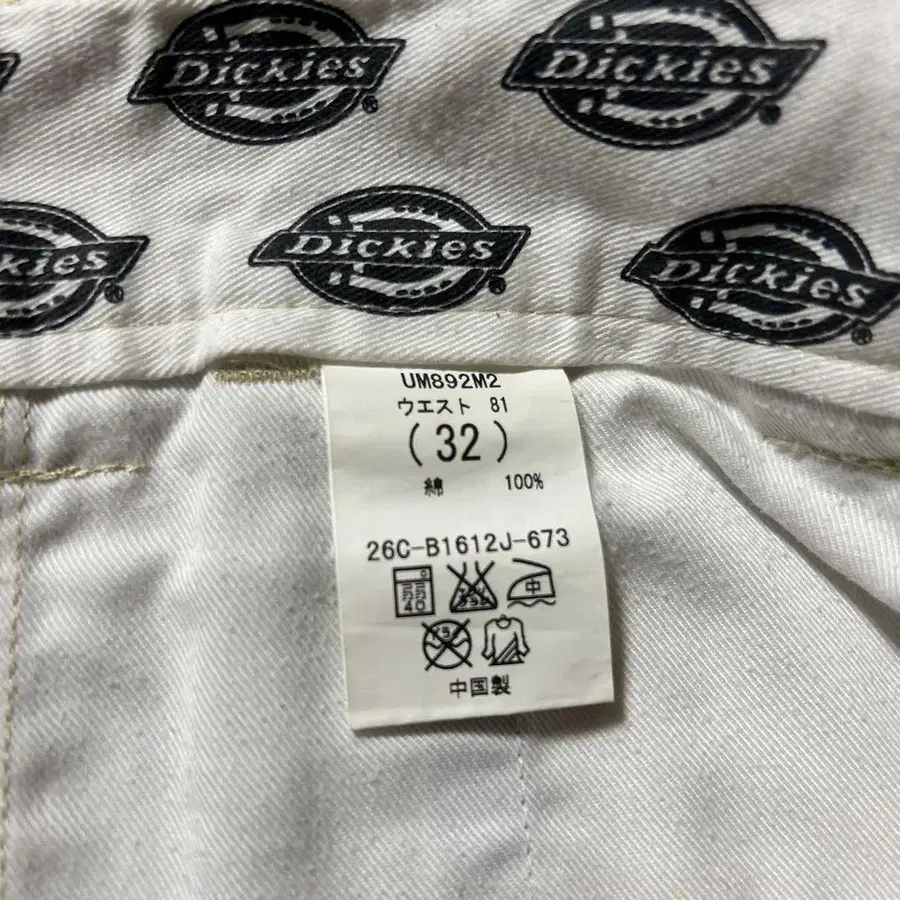 Dickies ®
Dickies ®
Dickies ®
Dickies ®
Dickies ®
UM892M2
ウエスト 81
(32)
綿 100%
26C-B1612J-673
40
中
中国製